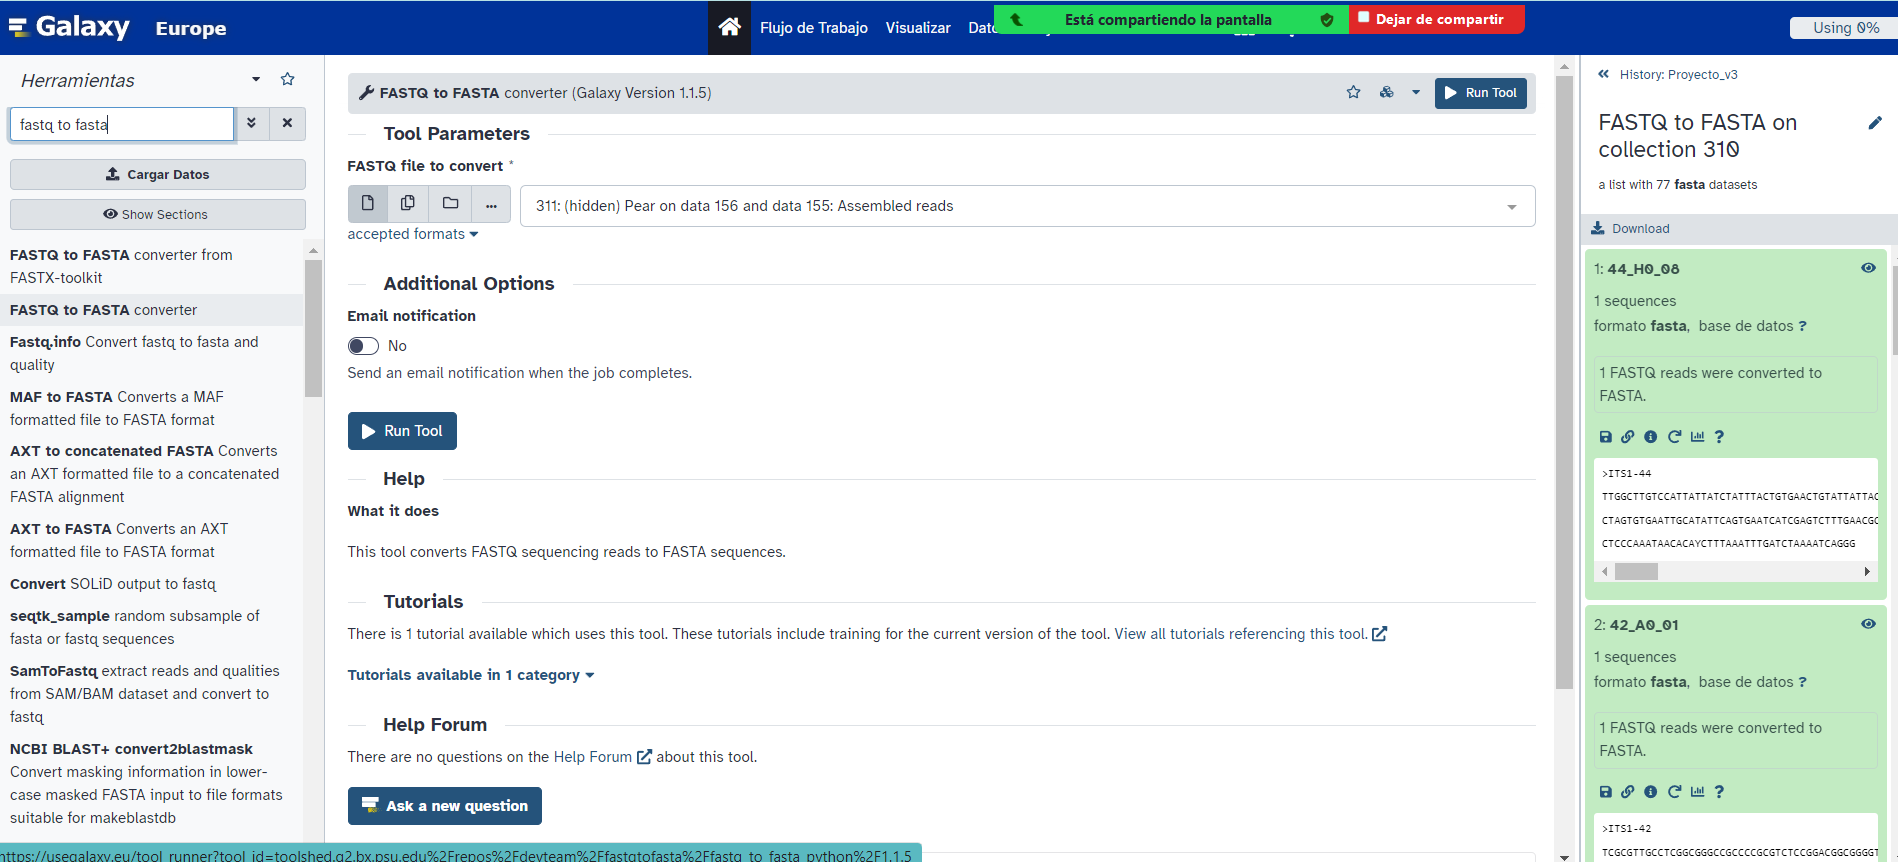 Galaxy Europe
Flujo de Trabajo Visualizar
Está compartiendo la pantalla
Dejar de compartir
Using 0%
Herramientas
fastq to fasta
Cargar Datos
Show Sections
FASTQ to FASTA converter from
FASTX-toolkit
FASTQ to FASTA converter
Fastq.info Convert fastq to fasta and
quality
MAF to FASTA Converts a MAF
formatted file to FASTA format
AXT to concatenated FASTA Converts
an AXT formatted file to a concatenated
FASTA alignment
AXT to FASTA Converts an AXT
formatted file to FASTA format
Convert SOLiD output to fastq
seqtk_sample random subsample of
fasta or fastq sequences
SamToFastq extract reads and qualities
from SAM/BAM dataset and convert to
fastq
NCBI BLAST+ convert2blastmask
Convert masking information in lower-
case masked FASTA input to file formats
suitable for makeblastdb
https://usegalaxy.eu/tool_runner?tool_id=toolshed.g2.bx.psu.edu%2Frepos%2Fdevteam%2Ffastqtofasta%2Ffastq_to_fasta_python%2F1.1.5
FASTQ to FASTA converter (Galaxy Version 1.1.5)
Run Tool
Tool Parameters
FASTQ file to convert *
311: (hidden) Pear on data 156 and data 155: Assembled reads
accepted formats
Additional Options
Email notification
No
Send an email notification when the job completes.
Run Tool
Help
What it does
This tool converts FASTQ sequencing reads to FASTA sequences.
Tutorials
There is 1 tutorial available which uses this tool. These tutorials include training for the current version of the tool. View all tutorials referencing this tool.
Tutorials available in 1 category
Help Forum
There are no questions on the Help Forum about this tool.
Ask a new question
History: Proyecto_v3
FASTQ to FASTA on
collection 310
a list with 77 fasta datasets
Download
1: 44_H0_08
1 sequences
formato fasta, base de datos ?
1 FASTQ reads were converted to
FASTA.
>ITS1-44
TTGGCTTGTCCATTATTATCTATTTACTGTGAACTGTATTATTAC
CTAGTGTGAATTGCATATTCAGTGAATCATCGAGTCTTTGAACGC
CTCCCAAATAACACAYCTTTAAATTTGATCTAAAATCAGGG
2: 42_A0_01
1 sequences
formato fasta, base de datos ?
1 FASTQ reads were converted to
FASTA.
>ITS1-42
TCGCGTTGCCTCGGCGGGCCGCCCCGCGTCTCCGGACGGCGGGGT